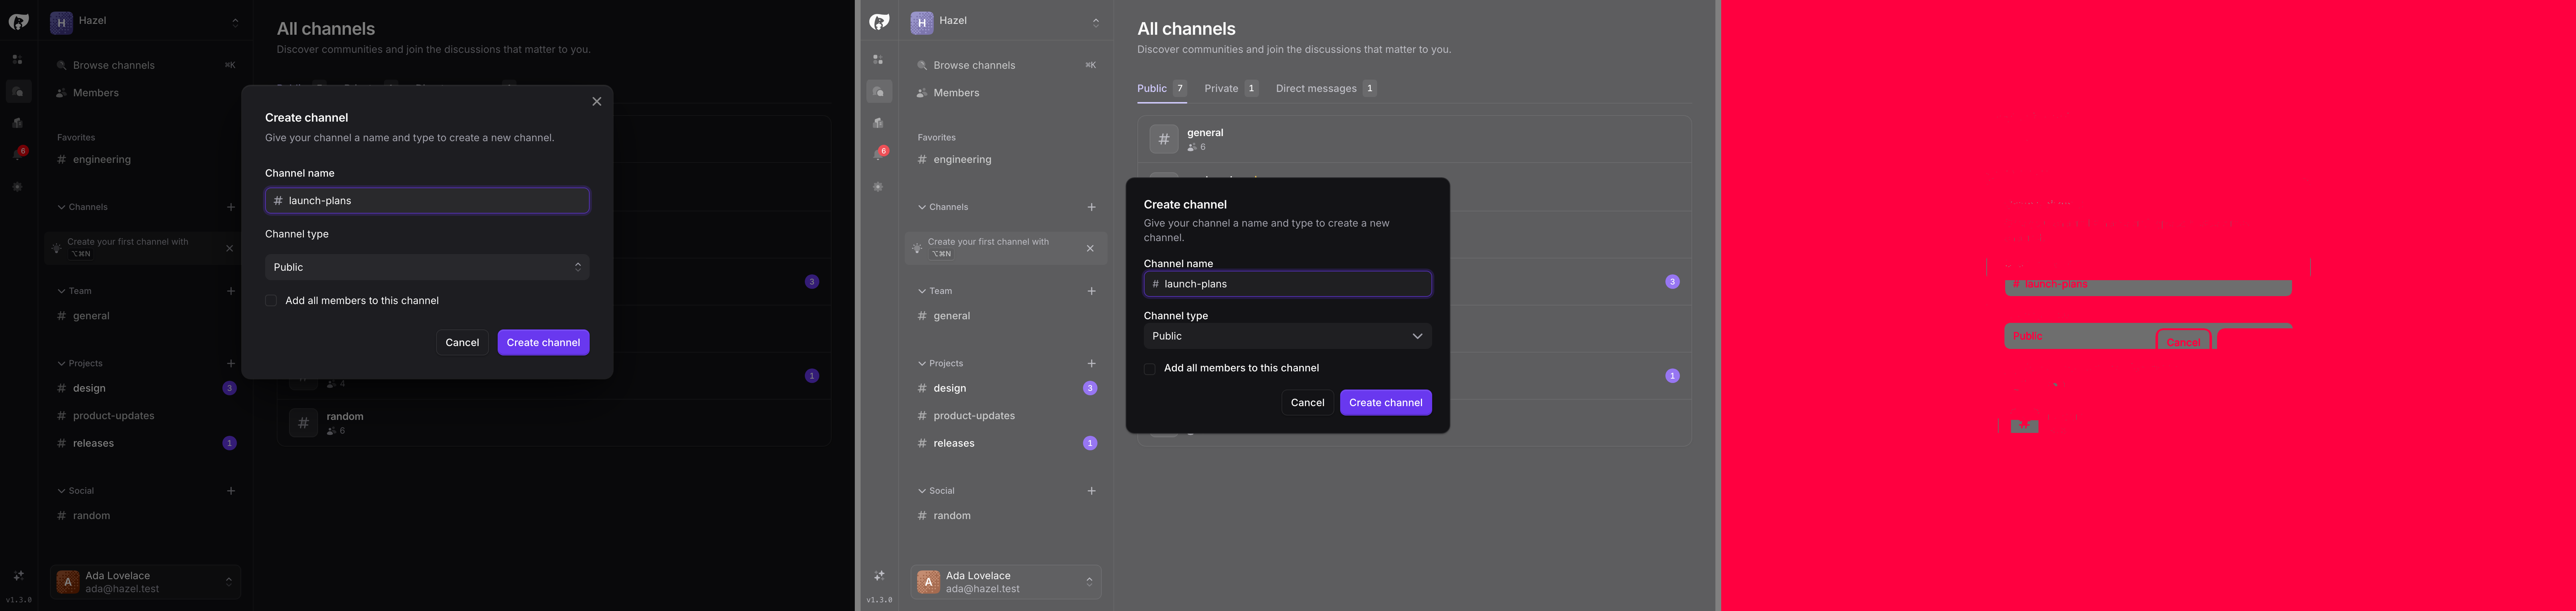 H Hazel
Browse channels ⌘K
Members
Favorites
# engineering
6
Channels
Create your first channel with
⌥⌘N
Team
# general
Projects
# design 3
# product-updates
# releases 1
Social
# random
A Ada Lovelace
ada@hazel.test
v1.3.0
All channels
Discover communities and join the discussions that matter to you.
Create channel
Give your channel a name and type to create a new channel.
Channel name
# launch-plans
Channel type
Public
Add all members to this channel
Cancel Create channel
3
1
4
# random
6
H Hazel
Browse channels ⌘K
Members
Favorites
# engineering
6
Channels
Create your first channel with
⌥⌘N
Team
# general
Projects
# design 3
# product-updates
# releases 1
Social
# random
A Ada Lovelace
ada@hazel.test
v1.3.0
All channels
Discover communities and join the discussions that matter to you.
Public 7 Private 1 Direct messages 1
# general
6
Create channel
Give your channel a name and type to create a new
channel.
Channel name
# launch-plans
Channel type
Public
Add all members to this channel
Cancel Create channel
3
1
# launch-plans
Public
Cancel